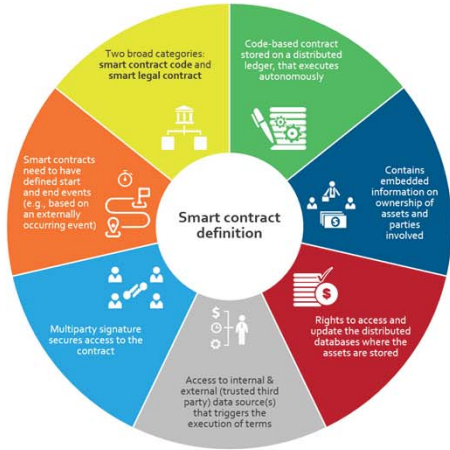 Two broad categories:
smart contract code and
smart legal contract
Code-based contract
stored on a distributed
ledger, that executes
autonomously
Contains
embedded
information on
ownership of
assets and
parties
involved
Rights to access and
update the distributed
databases where the
assets are stored
Access to internal &
external (trusted third
party) data source(s)
that triggers the
execution of terms
Multiparty signature
secures access to the
contract
Smart contracts
need to have
defined start
and end events
(e.g., based on
an externally
occurring event)
Smart contract
definition